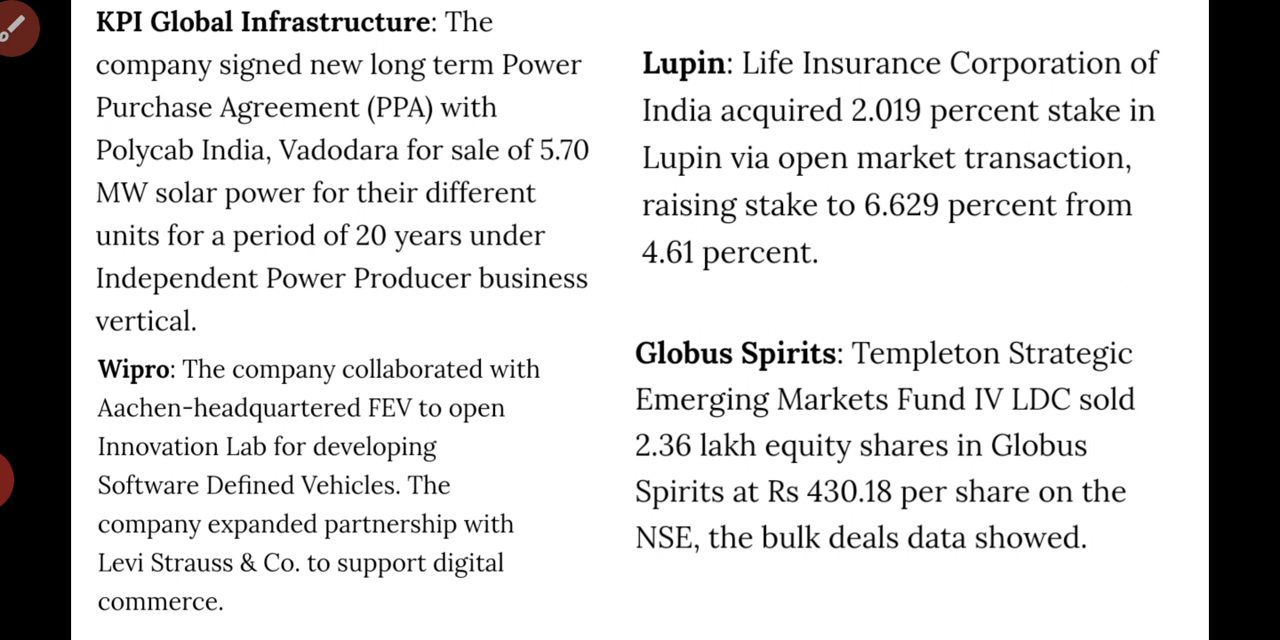 KPI Global Infrastructure: The
company signed new long term Power
Purchase Agreement (PPA) with
Polycab India, Vadodara for sale of 5.70
MW solar power for their different
units for a period of 20 years under
Independent Power Producer business
vertical.
Wipro: The company collaborated with
Aachen-headquartered FEV to open
Innovation Lab for developing
Software Defined Vehicles. The
company expanded partnership with
Levi Strauss & Co. to support digital
commerce.
Lupin: Life Insurance Corporation of
India acquired 2.019 percent stake in
Lupin via open market transaction,
raising stake to 6.629 percent from
4.61 percent.
Globus Spirits: Templeton Strategic
Emerging Markets Fund IV LDC sold
2.36 lakh equity shares in Globus
Spirits at Rs 430.18 per share on the
NSE, the bulk deals data showed.